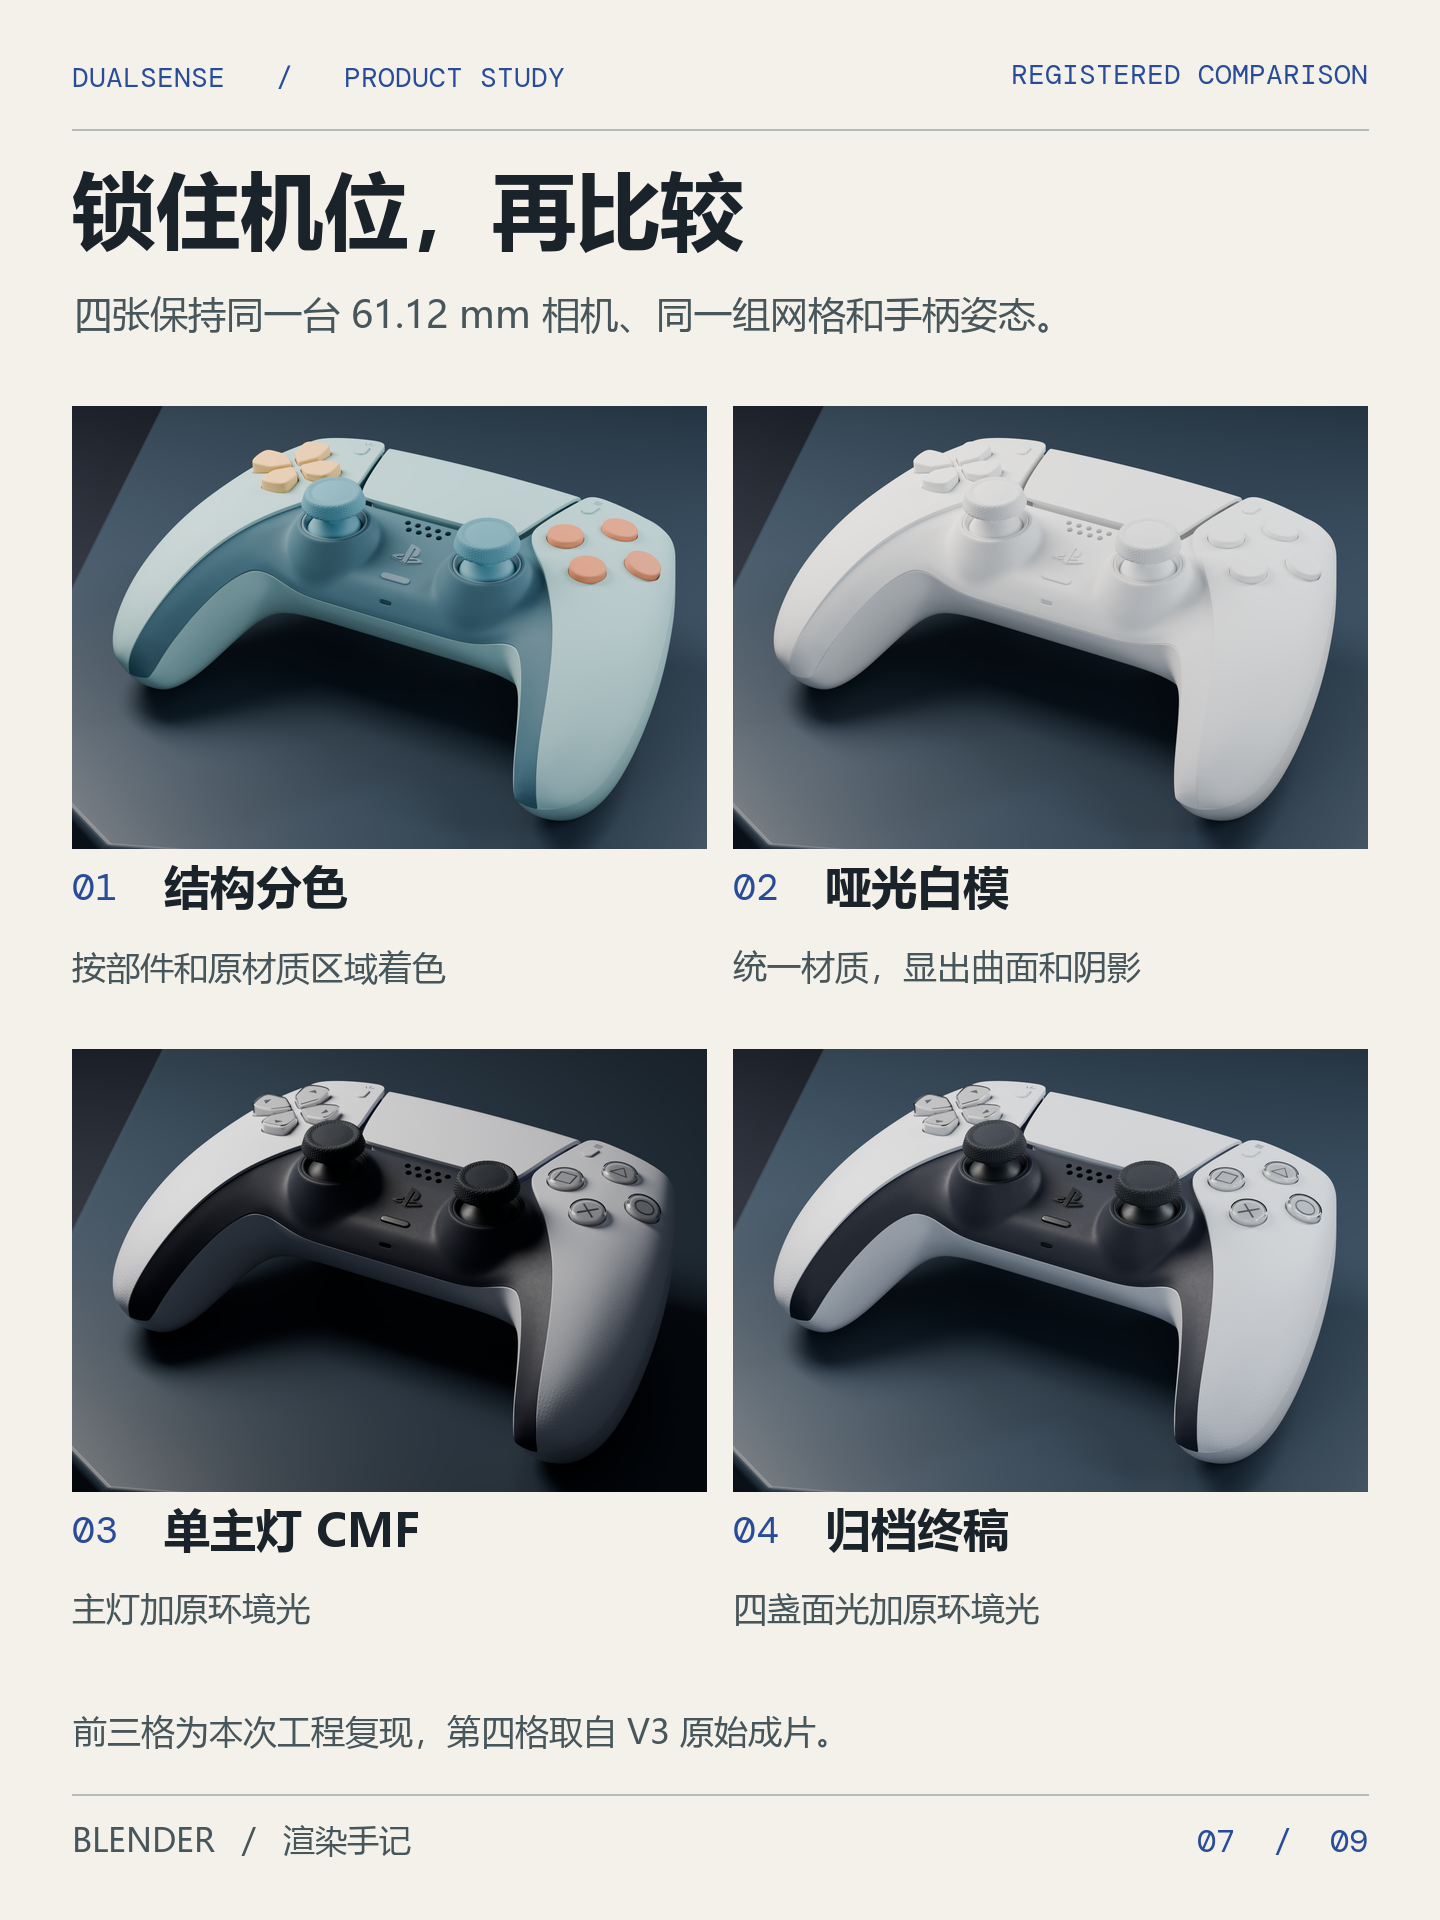 DUALSENSE / PRODUCT STUDY
REGISTERED COMPARISON
锁住机位，再比较
四张保持同一台 61.12 mm 相机、同一组网格和手柄姿态。
01 结构分色
按部件和原材质区域着色
02 哑光白模
统一材质，显出曲面和阴影
03 单主灯 CMF
主灯加原环境光
04 归档终稿
四盏面光加原环境光
前三格为本次工程复现，第四格取自 V3 原始成片。
BLENDER / 渲染手记
07 / 09